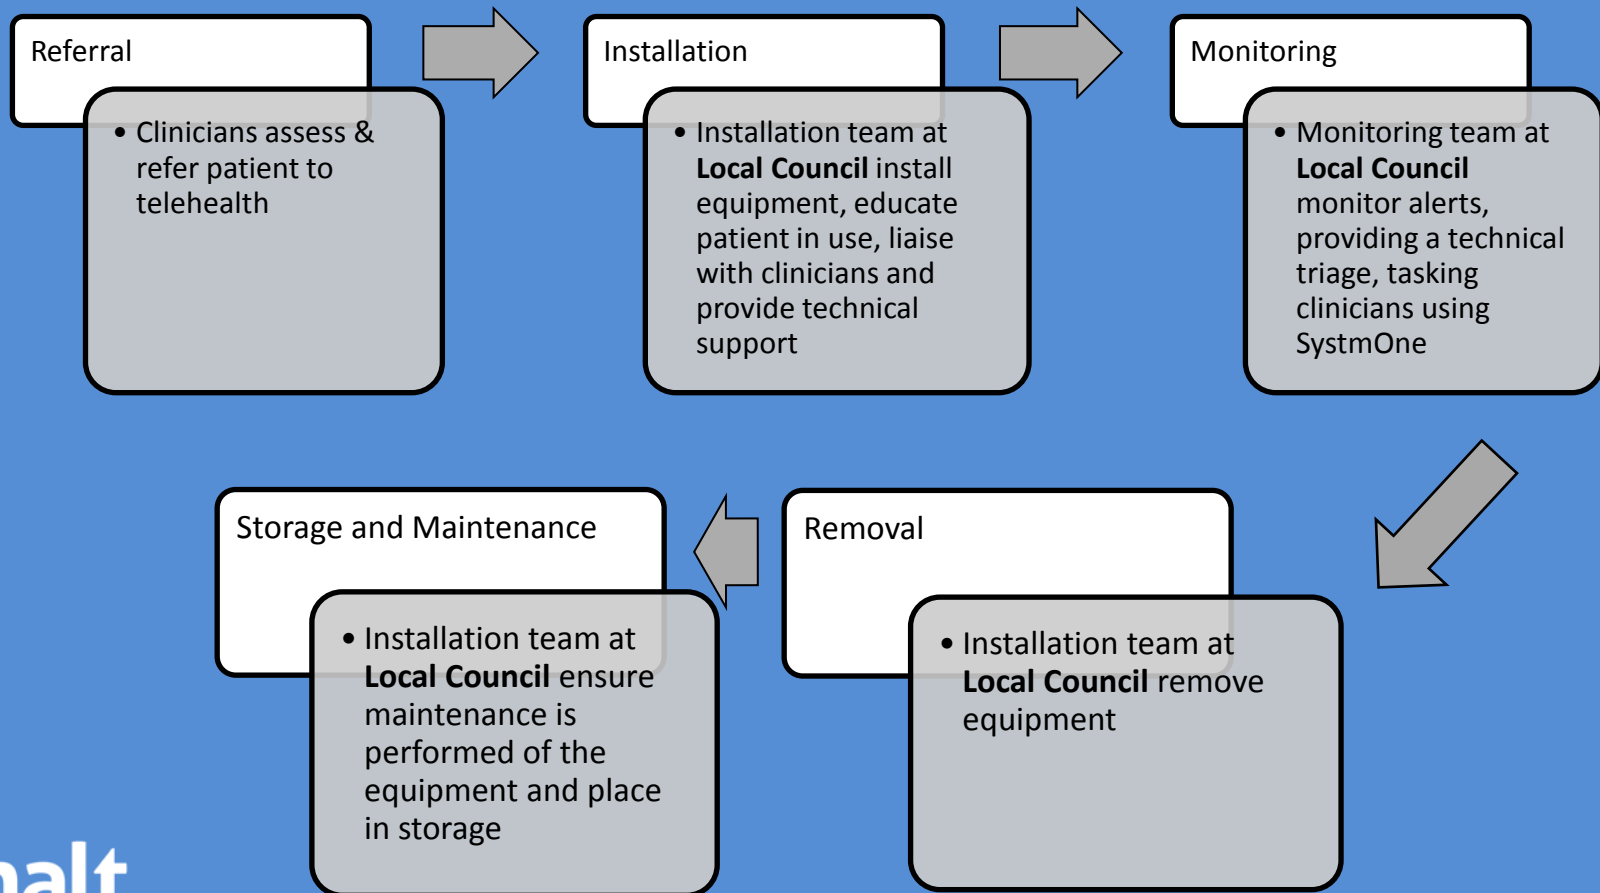 Referral
• Clinicians assess &
refer patient to
telehealth
Installation
• Installation team at
Local Council install
equipment, educate
patient in use, liaise
with clinicians and
provide technical
support
Monitoring
• Monitoring team at
Local Council
monitor alerts,
providing a technical
triage, tasking
clinicians using
SystmOne
Storage and Maintenance
• Installation team at
Local Council ensure
maintenance is
performed of the
equipment and place
in storage
Removal
• Installation team at
Local Council remove
equipment